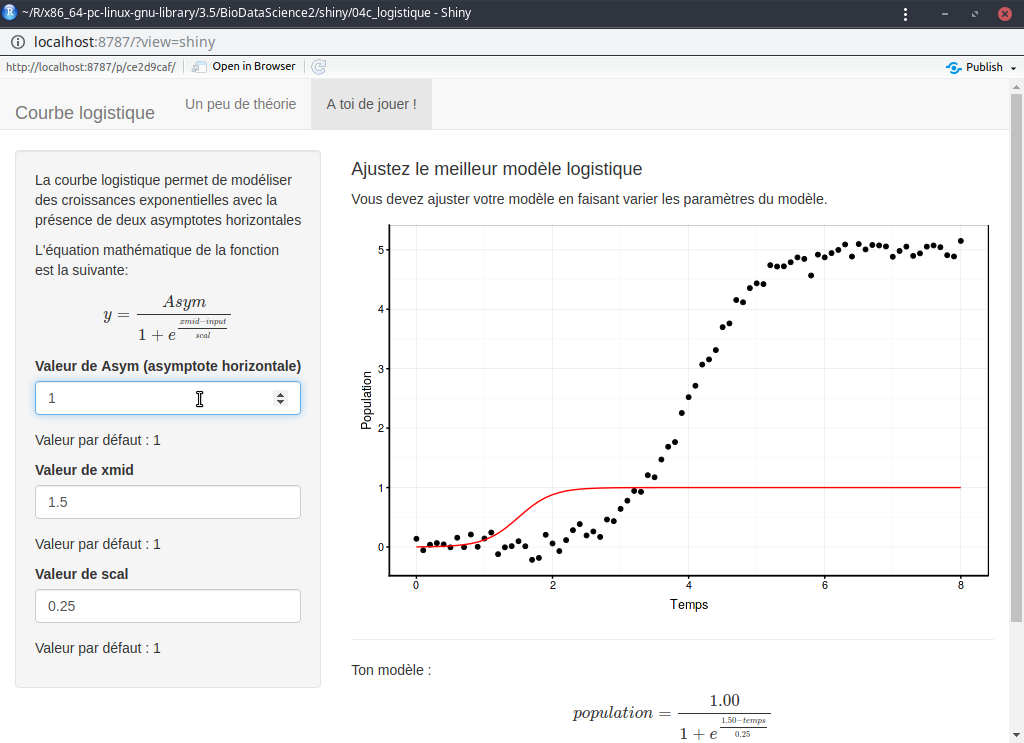 ~/R/x86_64-pc-linux-gnu-library/3.5/BioDataScience2/shiny/04c_logistique - Shiny
localhost:8787/?view=shiny
http://localhost:8787/p/ce2d9caf/ Open in Browser Publish
Courbe logistique Un peu de théorie A toi de jouer !
La courbe logistique permet de modéliser
des croissances exponentielles avec la
présence de deux asymptotes horizontales
L'équation mathématique de la fonction
est la suivante:
y = Asym / (1 + e^((xmid−input)/scal))
Valeur de Asym (asymptote horizontale)
1
Valeur par défaut : 1
Valeur de xmid
1.5
Valeur par défaut : 1
Valeur de scal
0.25
Valeur par défaut : 1
Ajustez le meilleur modèle logistique
Vous devez ajuster votre modèle en faisant varier les paramètres du modèle.
Population
5
4
3
2
1
0
0 2 4 6 8
Temps
Ton modèle :
population = 1.00 / (1 + e^((1.50−temps)/0.25))